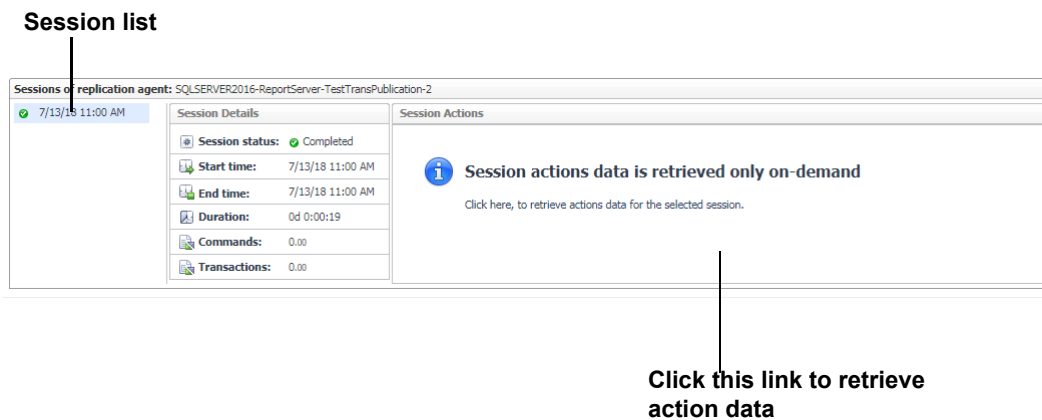 Session list
Sessions of replication agent: SQLSERVER2016-ReportServer-TestTransPublication-2
7/13/18 11:00 AM
Session Details
Session status: Completed
Start time: 7/13/18 11:00 AM
End time: 7/13/18 11:00 AM
Duration: 0d 0:00:19
Commands: 0.00
Transactions: 0.00
Session Actions
Session actions data is retrieved only on-demand
Click here, to retrieve actions data for the selected session.
Click this link to retrieve
action data